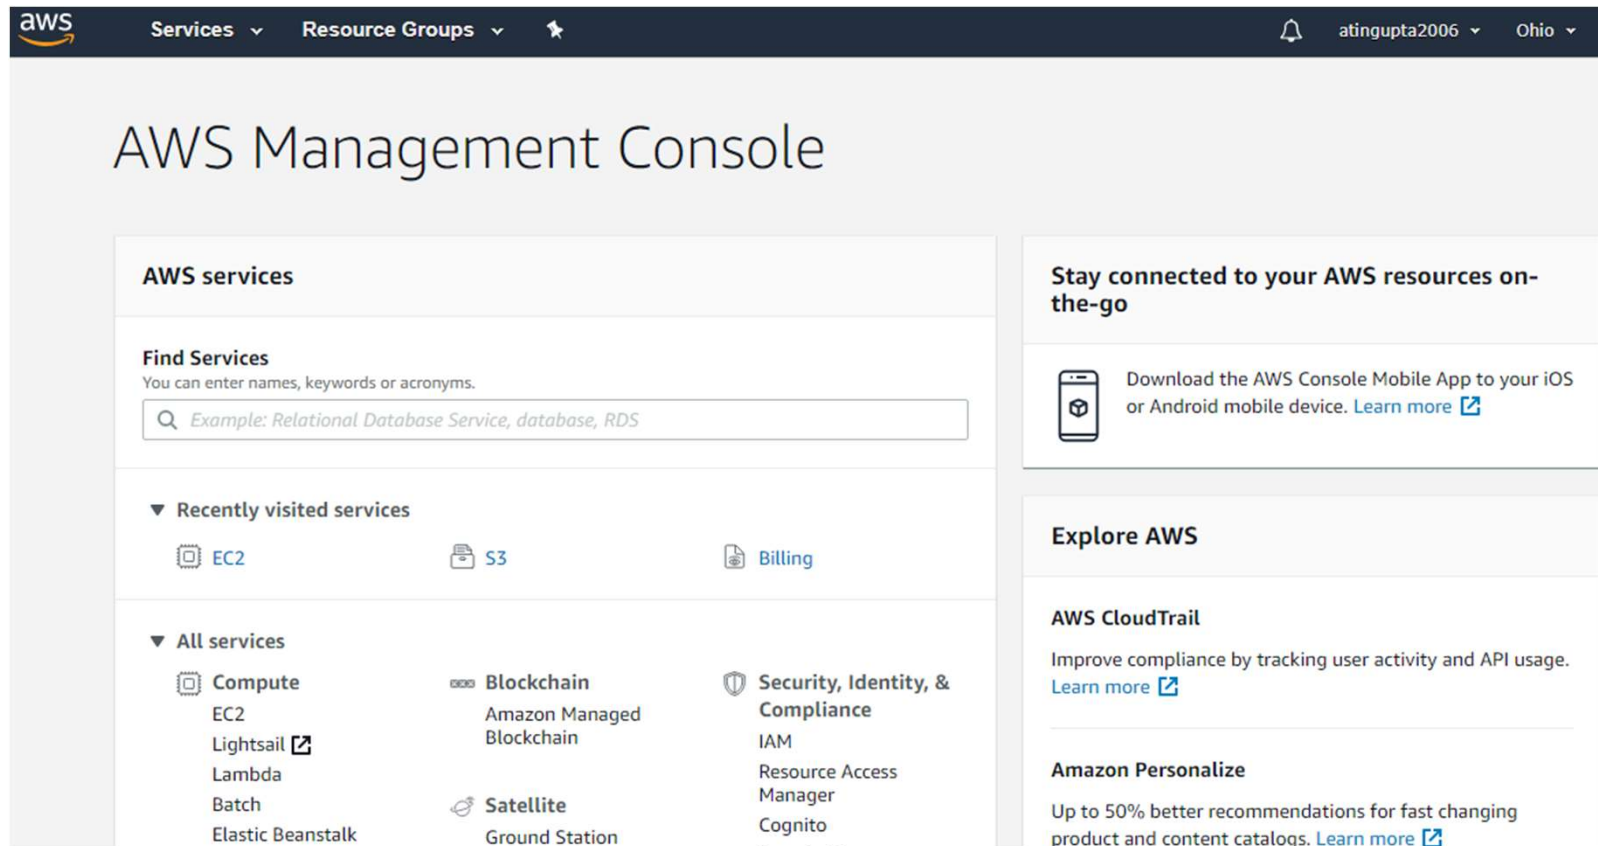 aws
Services
Resource Groups
atingupta2006
Ohio
AWS Management Console
AWS services
Find Services
You can enter names, keywords or acronyms.
Example: Relational Database Service, database, RDS
Recently visited services
EC2
S3
Billing
All services
Compute
EC2
Lightsail
Lambda
Batch
Elastic Beanstalk
Blockchain
Amazon Managed
Blockchain
Satellite
Ground Station
Security, Identity, &
Compliance
IAM
Resource Access
Manager
Cognito
Stay connected to your AWS resources on-
the-go
Download the AWS Console Mobile App to your iOS
or Android mobile device. Learn more
Explore AWS
AWS CloudTrail
Improve compliance by tracking user activity and API usage.
Learn more
Amazon Personalize
Up to 50% better recommendations for fast changing
product and content catalogs. Learn more